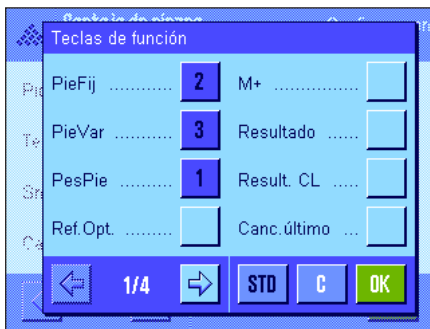 Teclas de función
PieFij ........... 2
M+ ...............
PieVar .......... 3
Resultado ......
PesPie .......... 1
Result. CL .....
Ref.Opt. ........
Canc.último ...
1/4
STD
C
OK